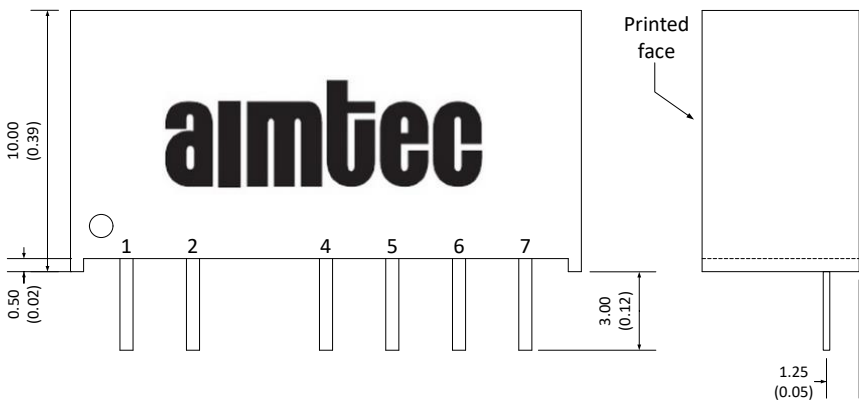 Printed
face
10.00
(0.39)
aimtec
1 2 4 5 6 7
0.50
(0.02)
3.00
(0.12)
1.25
(0.05)